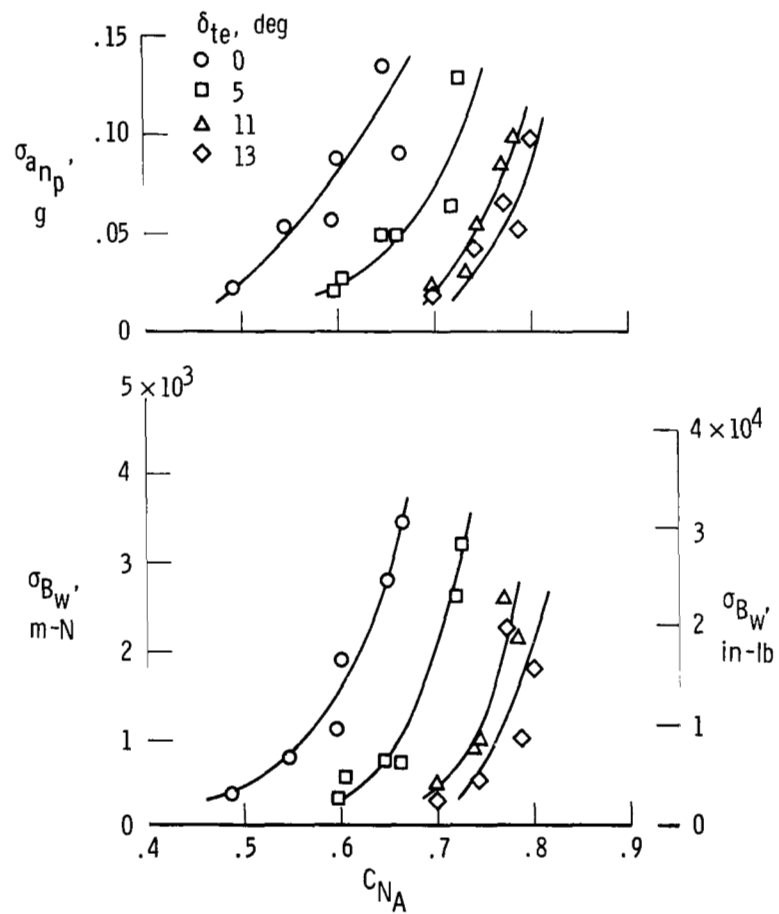 δte, deg
○ 0
□ 5
△ 11
◇ 13
.15
.10
.05
0
σanp,
g
5 × 10³
4
3
2
1
0
σBw,
m-N
4 × 10⁴
3
2
1
0
σBw,
in-lb
.4 .5 .6 .7 .8 .9
CNA